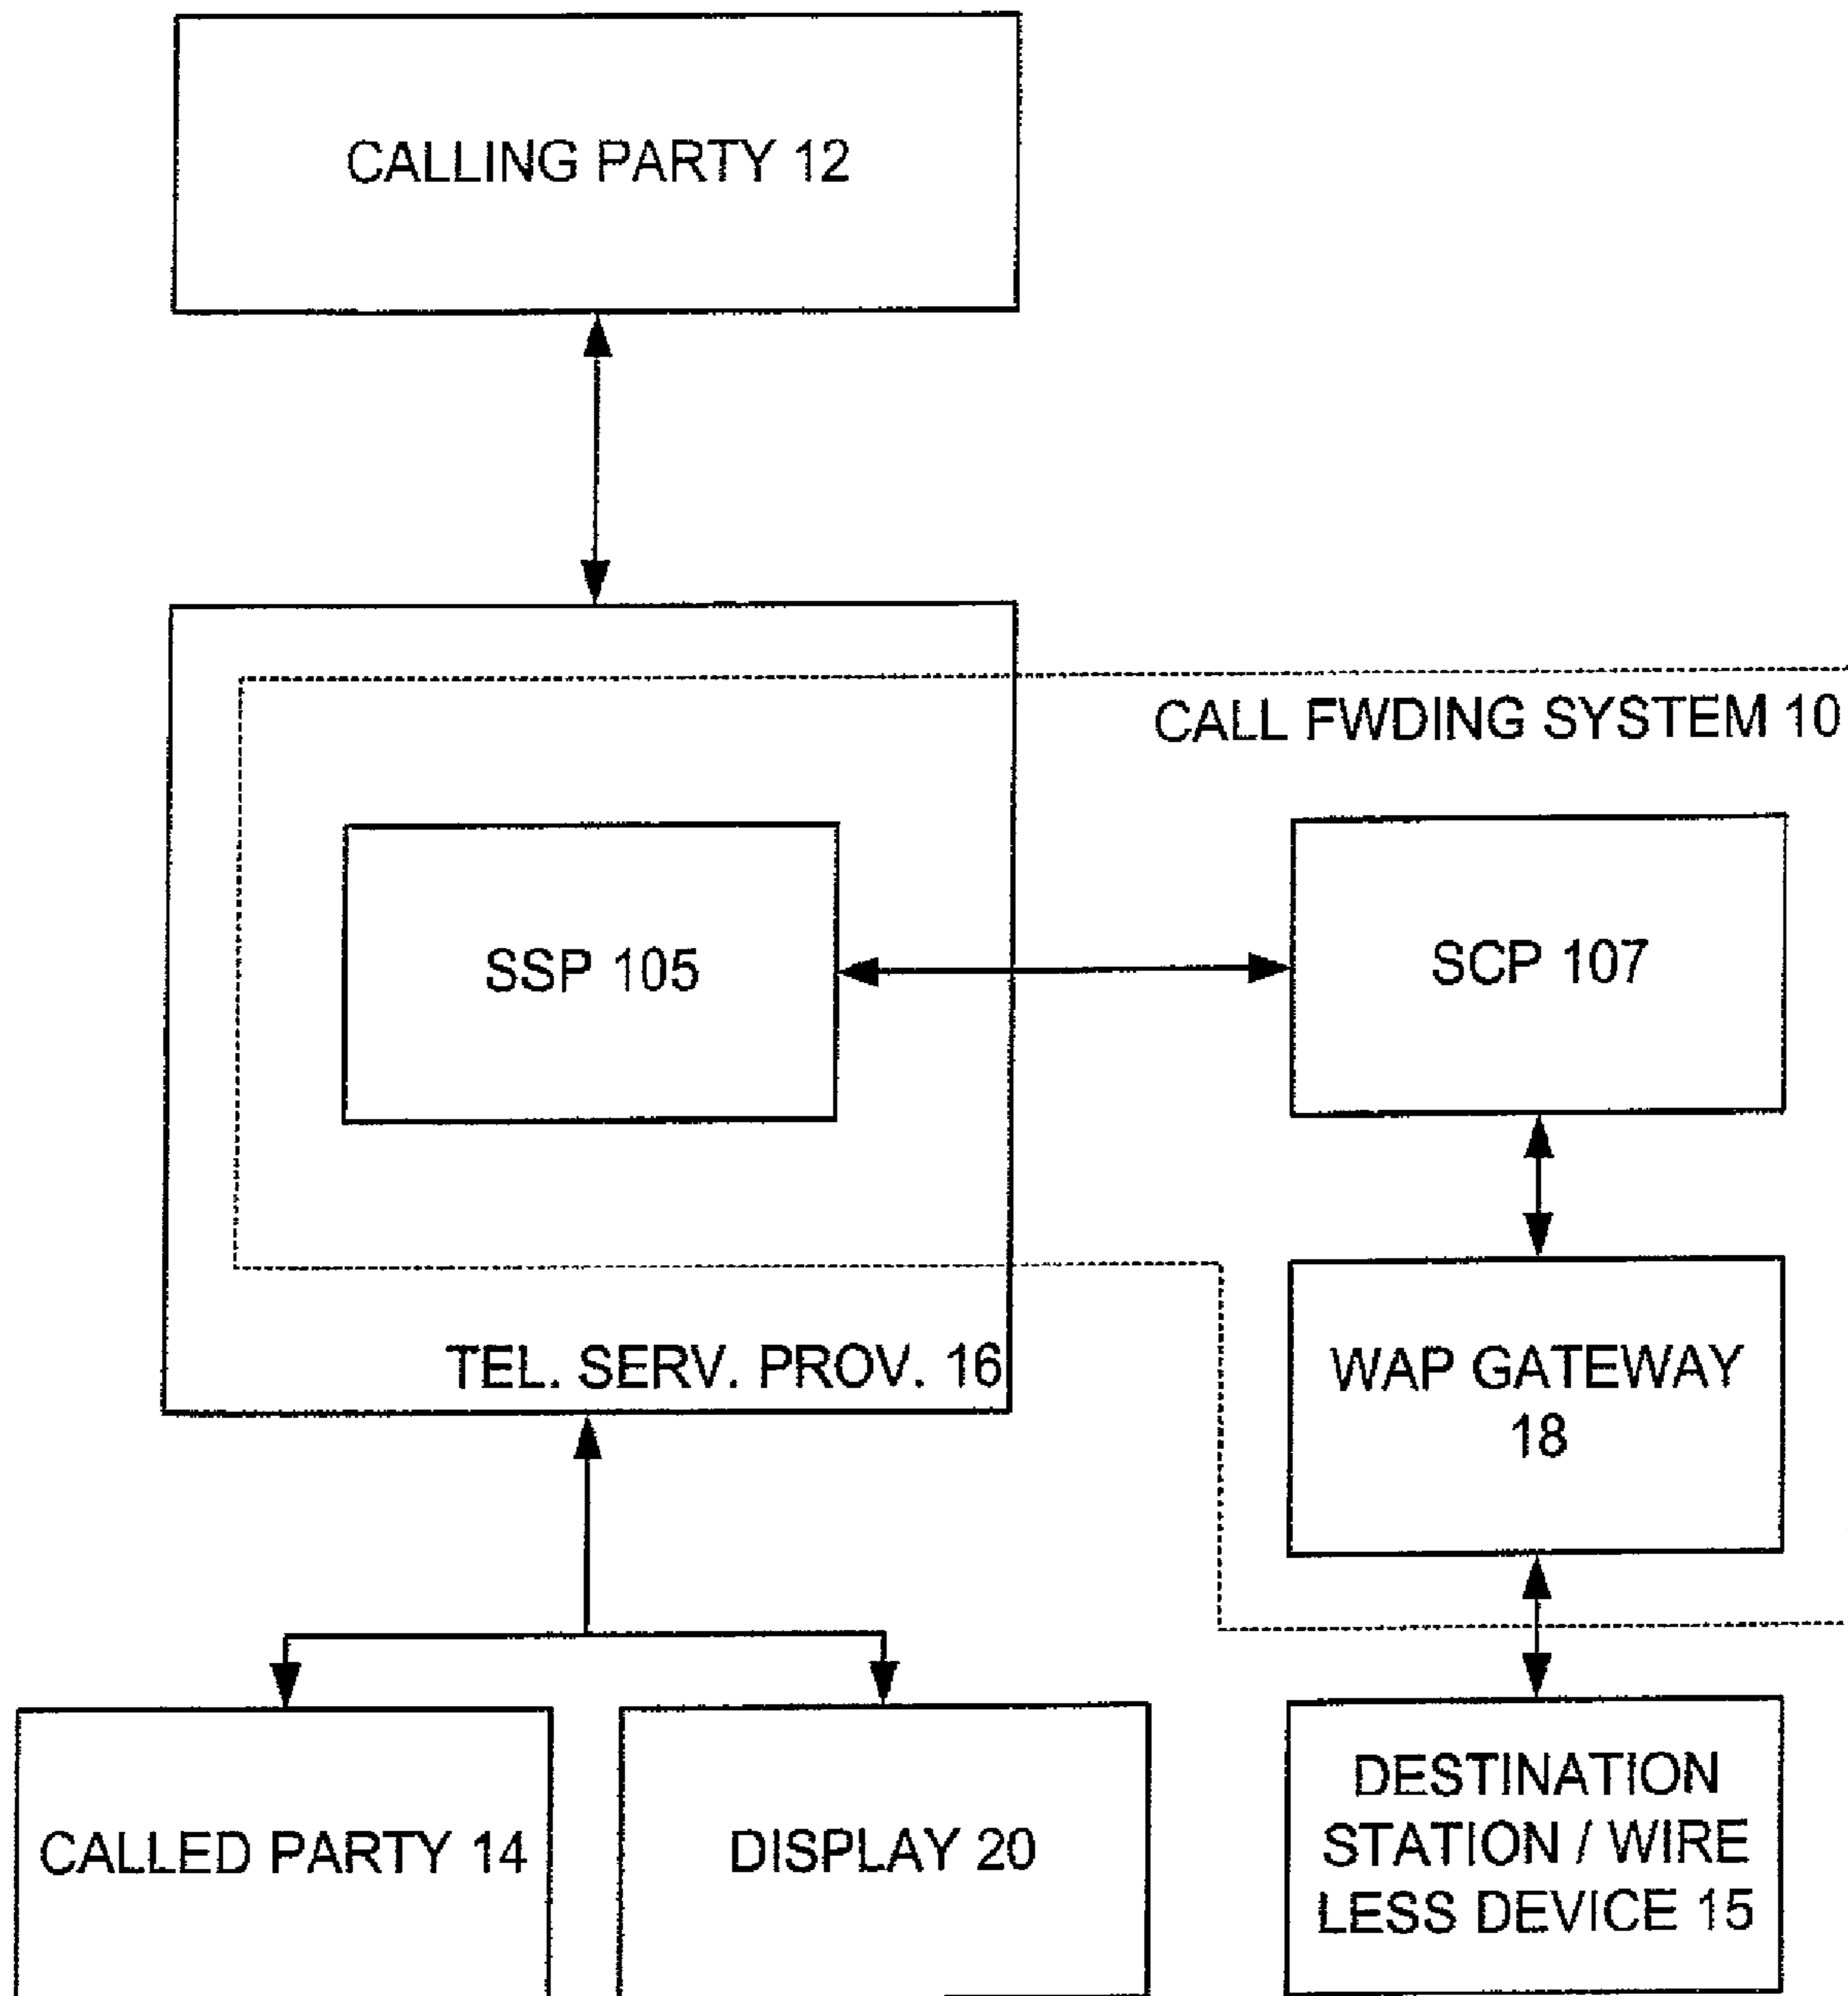 CALLING PARTY 12
CALL FWDING SYSTEM 10
SSP 105
SCP 107
TEL. SERV. PROV. 16
WAP GATEWAY
18
CALLED PARTY 14
DISPLAY 20
DESTINATION
STATION / WIRE
LESS DEVICE 15